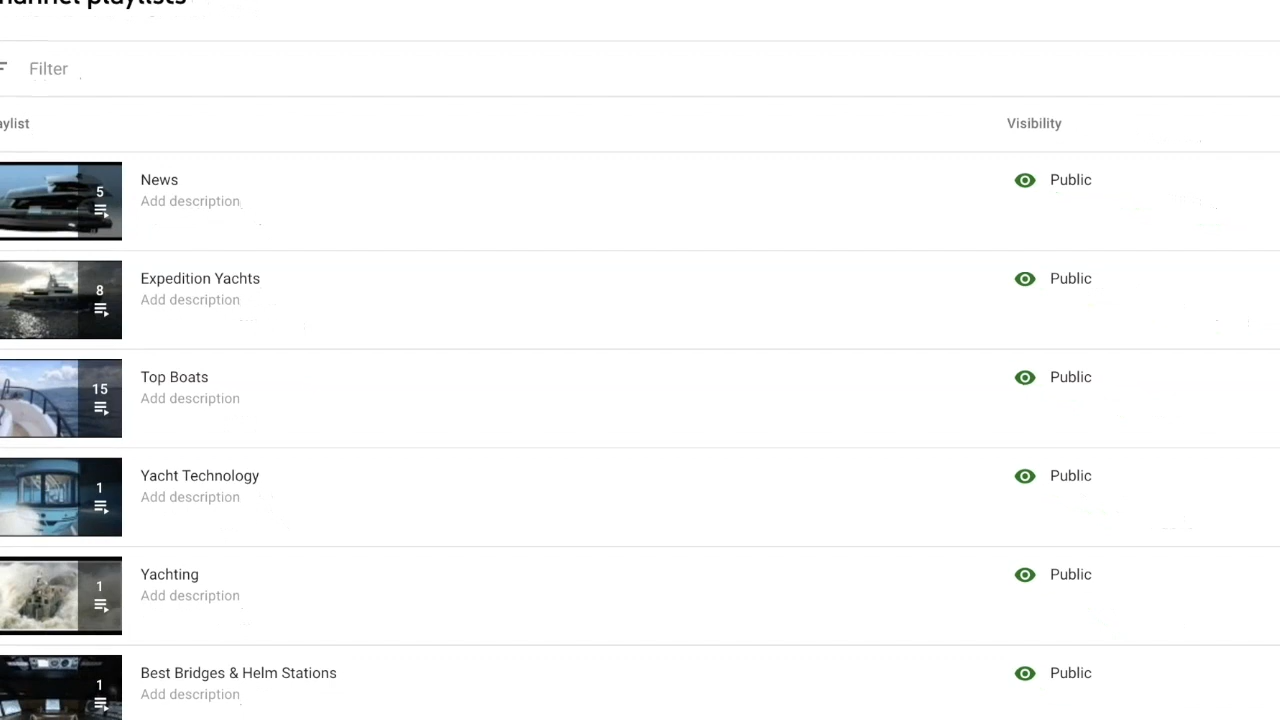 playlists
Filter
Visibility
5
News
Add description
Public
8
Expedition Yachts
Add description
Public
15
Top Boats
Add description
Public
1
Yacht Technology
Add description
Public
1
Yachting
Add description
Public
1
Best Bridges & Helm Stations
Add description
Public